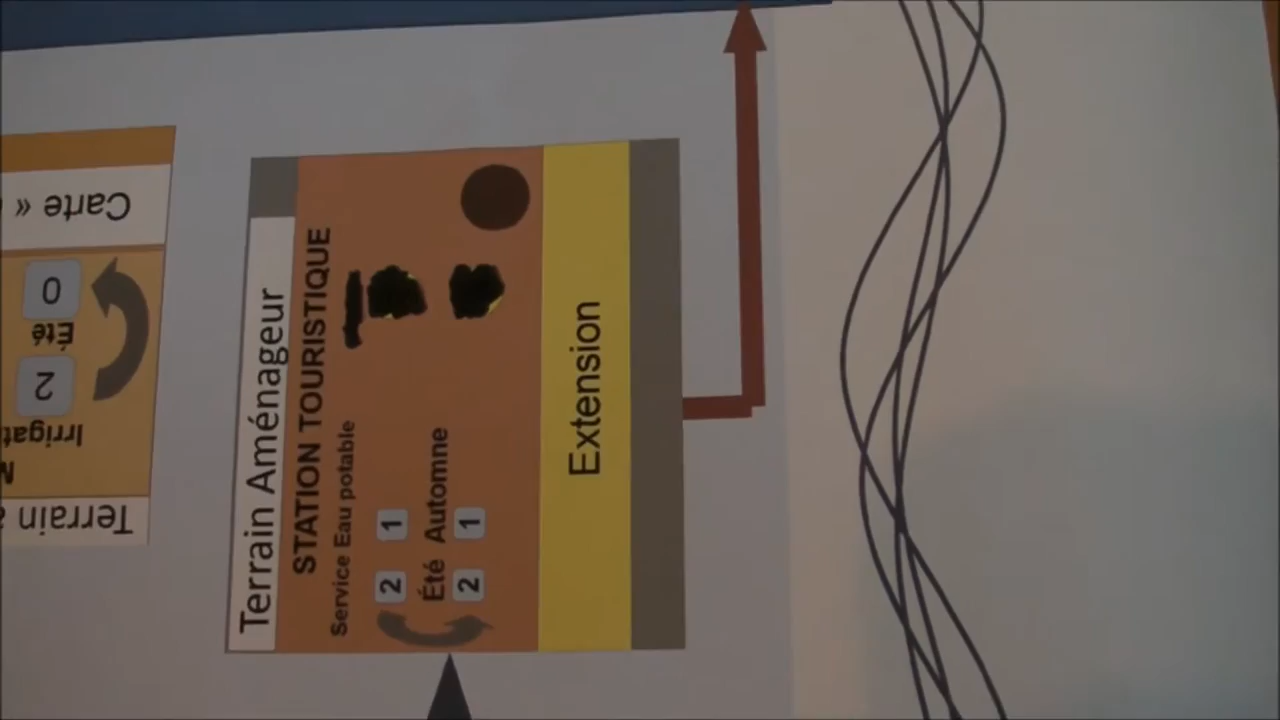 Terrain Aménageur
STATION TOURISTIQUE
Service Eau potable
2 1
Été Automne
2 1
Extension
Carte «
0
Été
2
Terrain